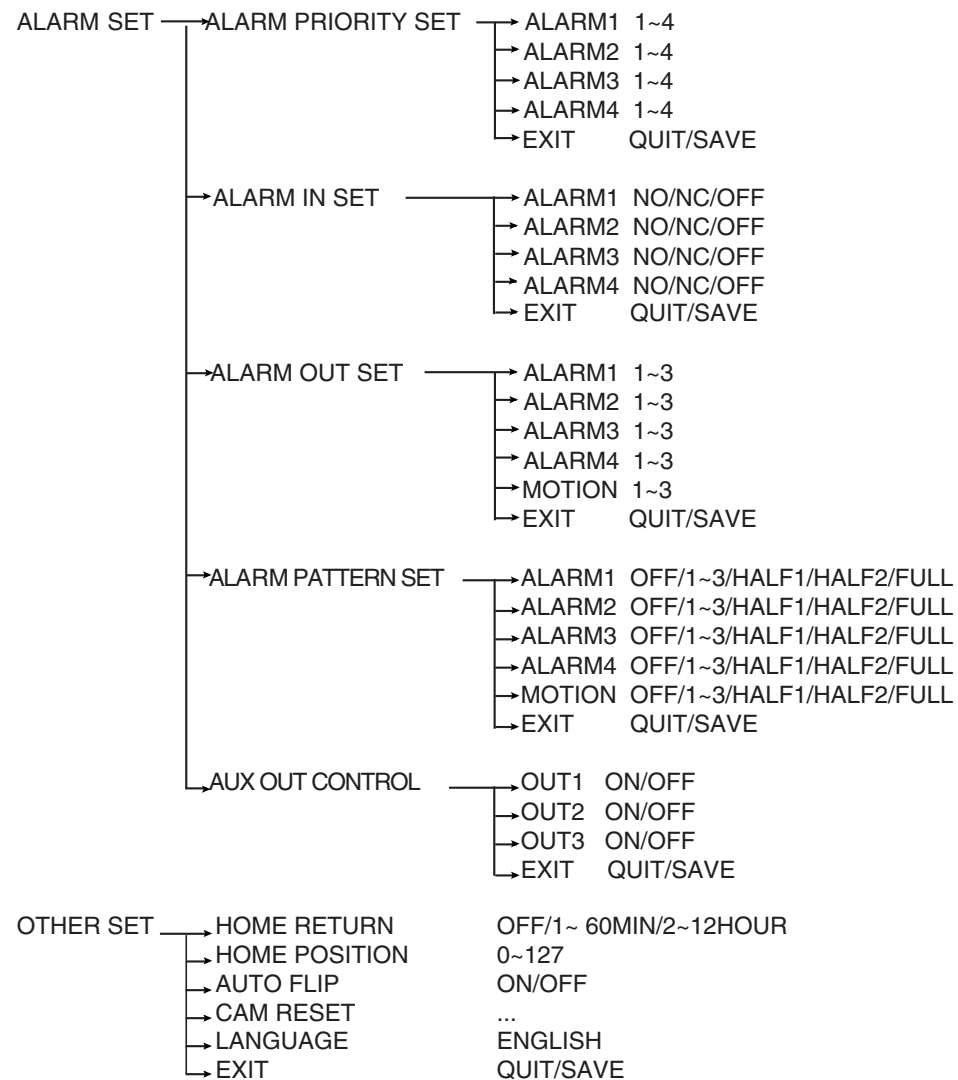 ALARM SET ALARM PRIORITY SET ALARM1 1~4
ALARM2 1~4
ALARM3 1~4
ALARM4 1~4
EXIT QUIT/SAVE
ALARM IN SET ALARM1 NO/NC/OFF
ALARM2 NO/NC/OFF
ALARM3 NO/NC/OFF
ALARM4 NO/NC/OFF
EXIT QUIT/SAVE
ALARM OUT SET ALARM1 1~3
ALARM2 1~3
ALARM3 1~3
ALARM4 1~3
MOTION 1~3
EXIT QUIT/SAVE
ALARM PATTERN SET ALARM1 OFF/1~3/HALF1/HALF2/FULL
ALARM2 OFF/1~3/HALF1/HALF2/FULL
ALARM3 OFF/1~3/HALF1/HALF2/FULL
ALARM4 OFF/1~3/HALF1/HALF2/FULL
MOTION OFF/1~3/HALF1/HALF2/FULL
EXIT QUIT/SAVE
AUX OUT CONTROL OUT1 ON/OFF
OUT2 ON/OFF
OUT3 ON/OFF
EXIT QUIT/SAVE
OTHER SET HOME RETURN OFF/1~ 60MIN/2~12HOUR
HOME POSITION 0~127
AUTO FLIP ON/OFF
CAM RESET ...
LANGUAGE ENGLISH
EXIT QUIT/SAVE